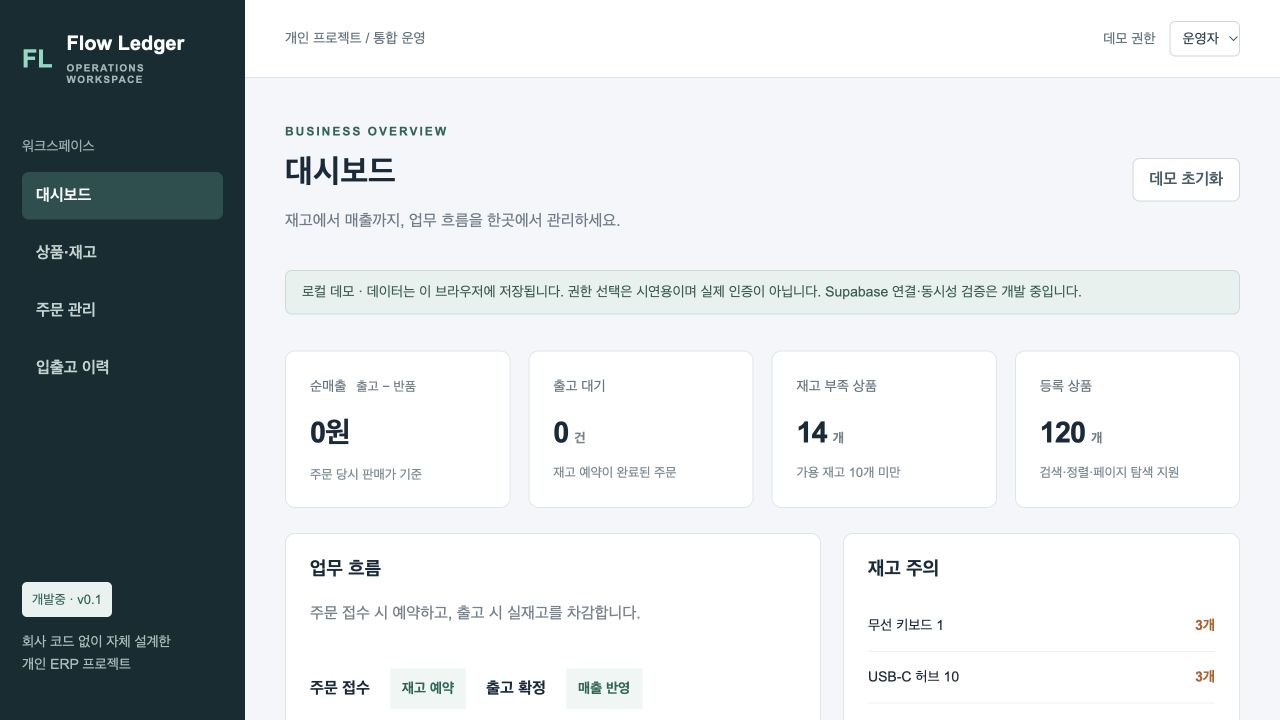 FL
Flow Ledger
OPERATIONS
WORKSPACE
워크스페이스
대시보드
상품·재고
주문 관리
입출고 이력
개발중 · v0.1
회사 코드 없이 자체 설계한
개인 ERP 프로젝트
개인 프로젝트 / 통합 운영
데모 권한
운영자
BUSINESS OVERVIEW
대시보드
재고에서 매출까지, 업무 흐름을 한곳에서 관리하세요.
데모 초기화
로컬 데모 · 데이터는 이 브라우저에 저장됩니다. 권한 선택은 시연용이며 실제 인증이 아닙니다. Supabase 연결·동시성 검증은 개발 중입니다.
순매출 출고 − 반품
0원
주문 당시 판매가 기준
출고 대기
0 건
재고 예약이 완료된 주문
재고 부족 상품
14 개
가용 재고 10개 미만
등록 상품
120 개
검색·정렬·페이지 탐색 지원
업무 흐름
주문 접수 시 예약하고, 출고 시 실재고를 차감합니다.
주문 접수 재고 예약 출고 확정 매출 반영
재고 주의
무선 키보드 1 3개
USB-C 허브 10 3개